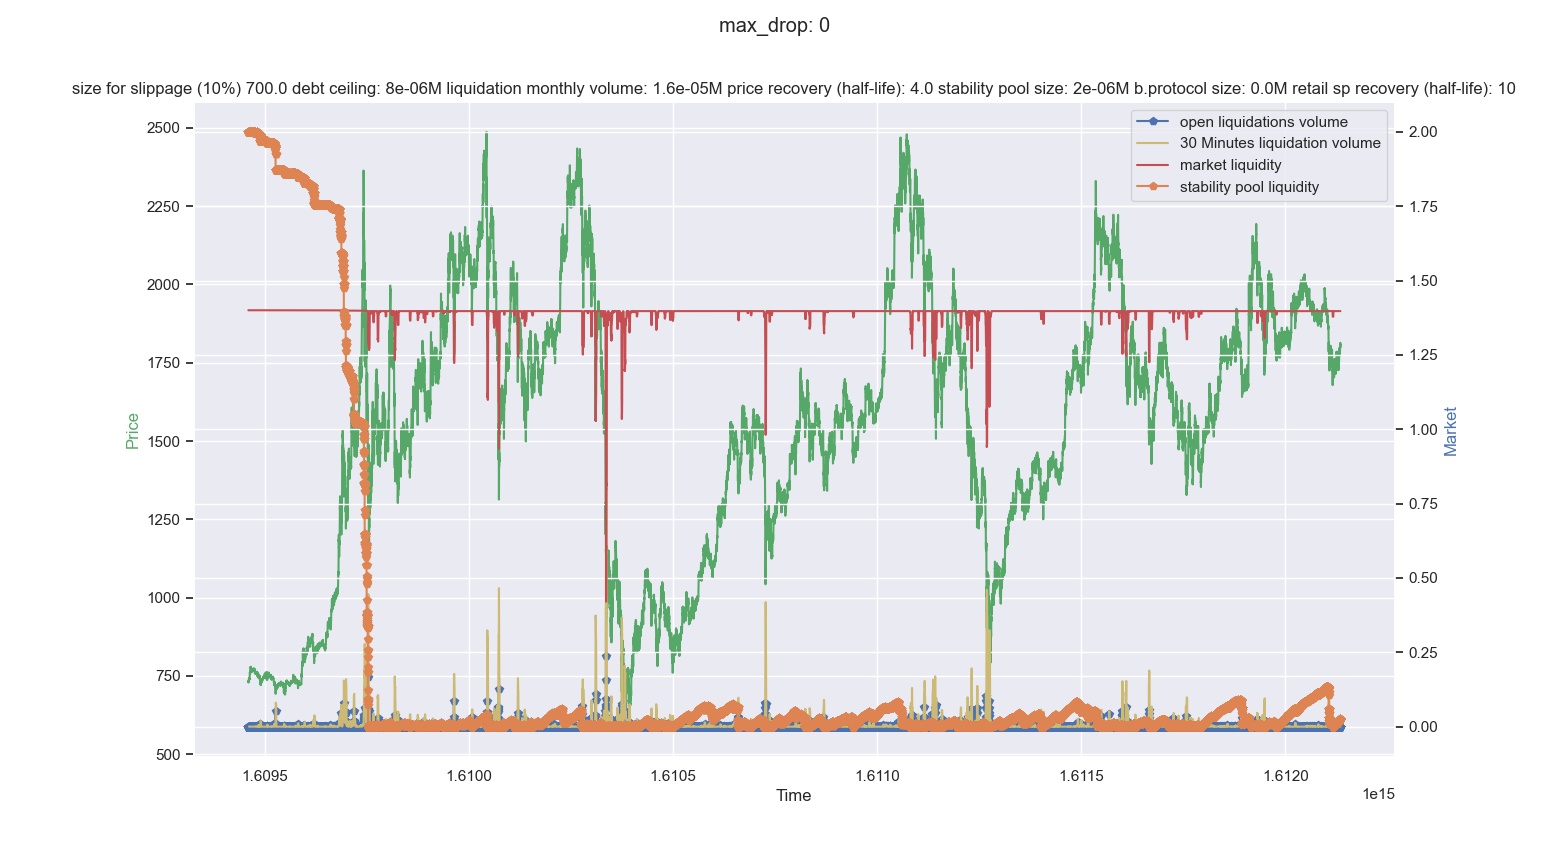 max_drop: 0
size for slippage (10%) 700.0 debt ceiling: 8e-06M liquidation monthly volume: 1.6e-05M price recovery (half-life): 4.0 stability pool size: 2e-06M b.protocol size: 0.0M retail sp recovery (half-life): 10
open liquidations volume
30 Minutes liquidation volume
market liquidity
stability pool liquidity
2500
2250
2000
1750
1500
1250
1000
750
500
Price
2.00
1.75
1.50
1.25
1.00
0.75
0.50
0.25
0.00
Market
1.6095
1.6100
1.6105
1.6110
1.6115
1.6120
1e15
Time